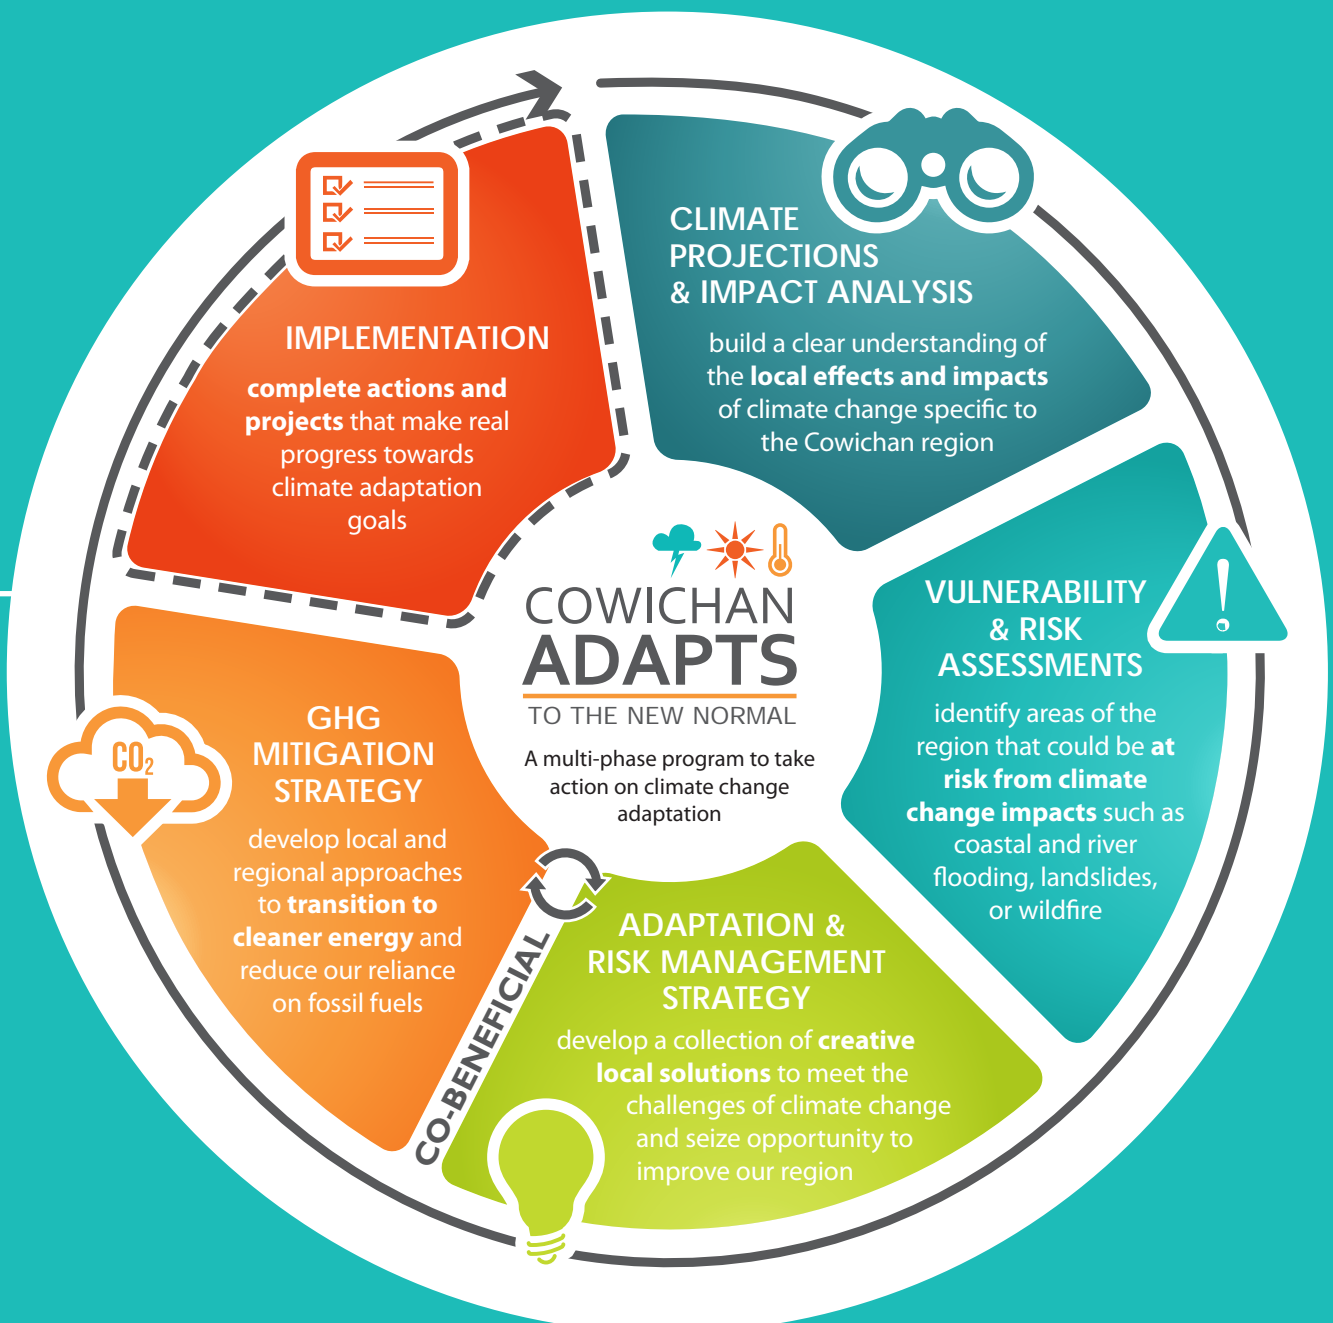 CLIMATE
PROJECTIONS
& IMPACT ANALYSIS
build a clear understanding of
the local effects and impacts
of climate change specific to
the Cowichan region
VULNERABILITY
& RISK
ASSESSMENTS
identify areas of the
region that could be at
risk from climate
change impacts such as
coastal and river
flooding, landslides,
or wildfire
!
ADAPTATION &
RISK MANAGEMENT
STRATEGY
develop a collection of creative
local solutions to meet the
challenges of climate change
and seize opportunity to
improve our region
CO-BENEFICIAL
GHG
MITIGATION
STRATEGY
develop local and
regional approaches
to transition to
cleaner energy and
reduce our reliance
on fossil fuels
CO₂
IMPLEMENTATION
complete actions and
projects that make real
progress towards
climate adaptation
goals
COWICHAN
ADAPTS
TO THE NEW NORMAL
A multi-phase program to take
action on climate change
adaptation